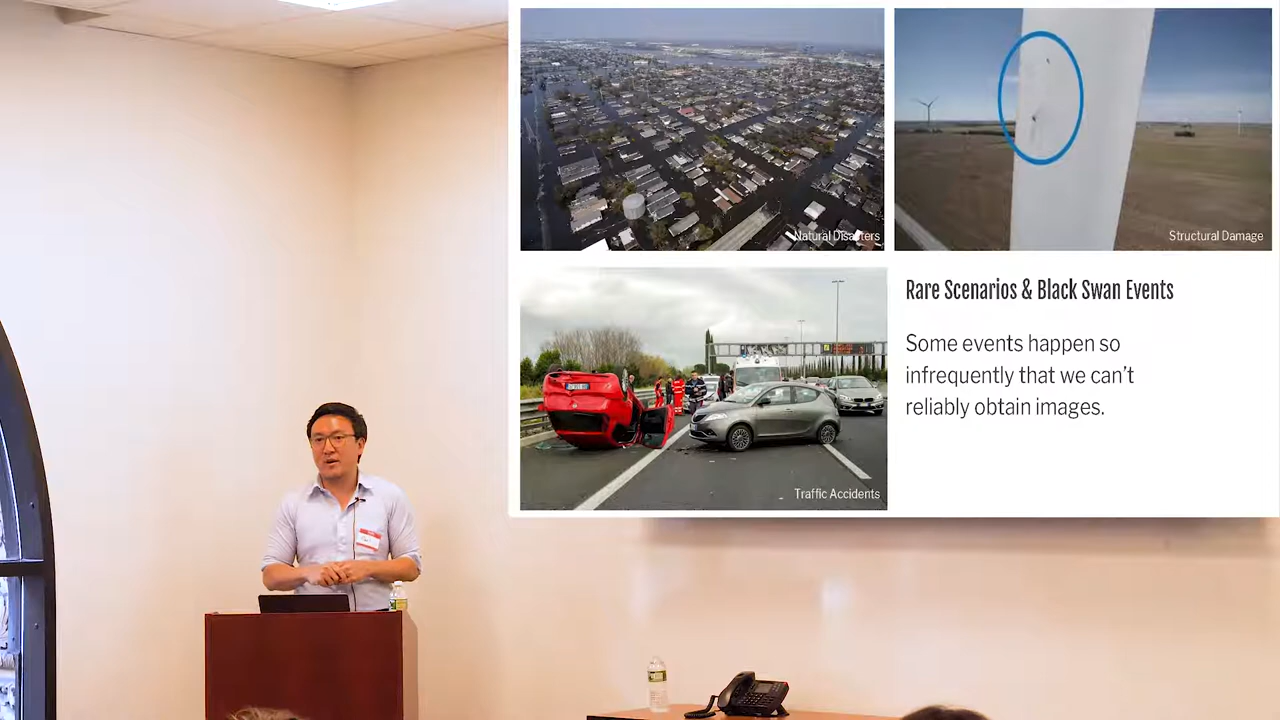 Natural Disasters
Structural Damage
Rare Scenarios & Black Swan Events
Some events happen so
infrequently that we can't
reliably obtain images.
Traffic Accidents